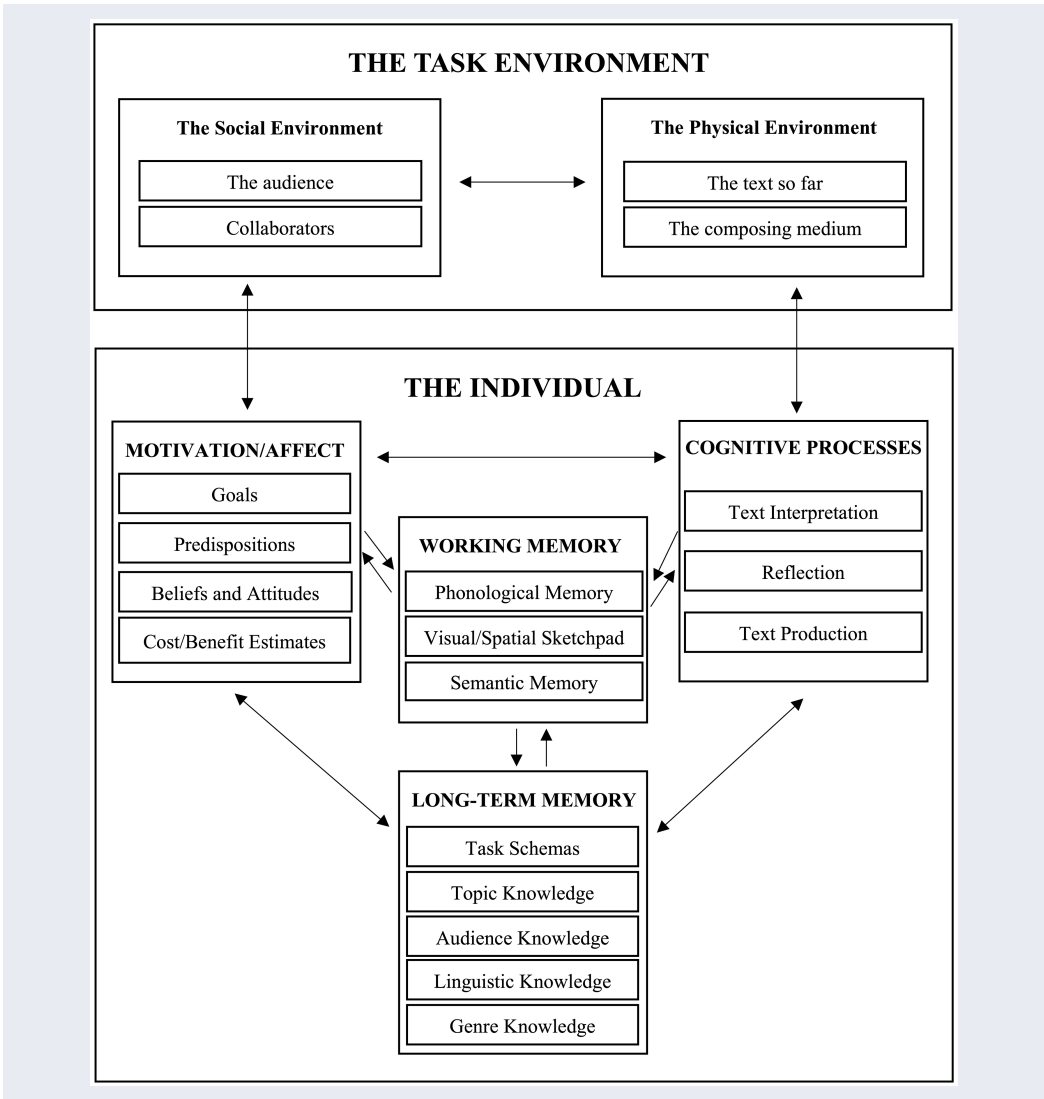 THE TASK ENVIRONMENT
The Social Environment
The audience
Collaborators
The Physical Environment
The text so far
The composing medium
THE INDIVIDUAL
MOTIVATION/AFFECT
Goals
Predispositions
Beliefs and Attitudes
Cost/Benefit Estimates
WORKING MEMORY
Phonological Memory
Visual/Spatial Sketchpad
Semantic Memory
COGNITIVE PROCESSES
Text Interpretation
Reflection
Text Production
LONG-TERM MEMORY
Task Schemas
Topic Knowledge
Audience Knowledge
Linguistic Knowledge
Genre Knowledge